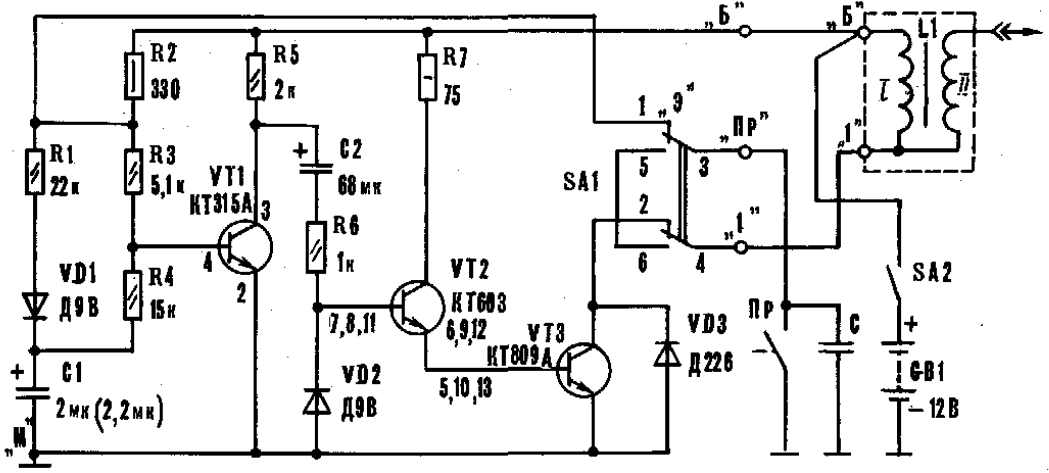 „Б"
„Б"
L1
I
II
R2
330
R5
2к
R7
75
1 „Э"
„Пр"
„1"
R1
22к
R3
5,1к
VT1
КТ315А
3
C2
68мк
5
3
SA1
2
„1"
R6
1к
4
2
6
4
VD1
Д9В
R4
15к
VT2
КТ603
7,8,11
6,9,12
VT3
КТ809А
VD3
Д226
Пр
C
SA2
GB1
-12В
C1
2мк(2,2мк)
VD2
Д9В
5,10,13
„М"